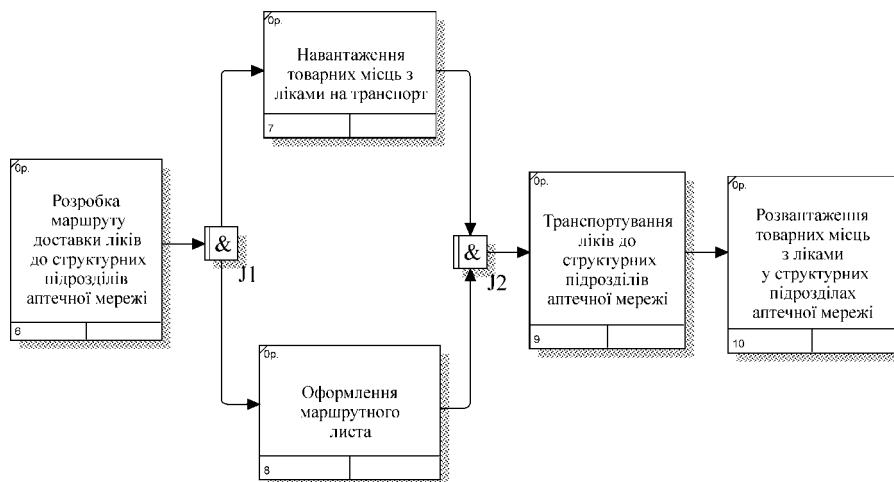 0р.
Розробка
маршруту
доставки ліків
до структурних
підрозділів
аптечної мережі
6
&
J1
0р.
Навантаження
товарних місць з
ліками на транспорт
7
0р.
Оформлення
маршрутного
листа
8
&
J2
0р.
Транспортування
ліків до
структурних
підрозділів
аптечної мережі
9
0р.
Розвантаження
товарних місць
з ліками
у структурних
підрозділах
аптечної мережі
10